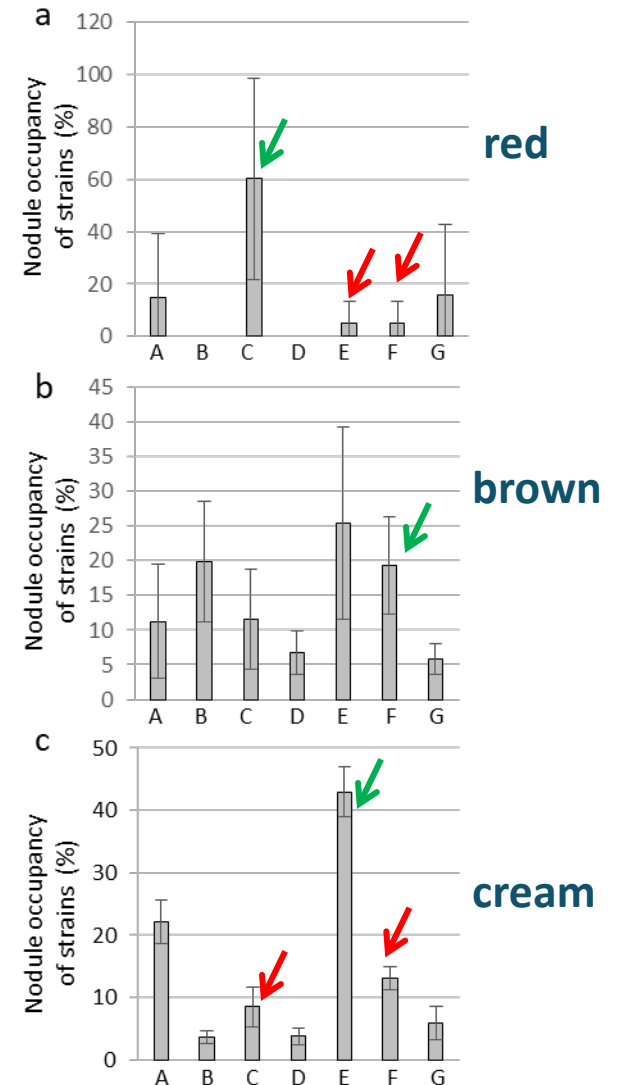 a
120
100
80
60
40
20
0
Nodule occupancy
of strains (%)
A B C D E F G
red
b
45
40
35
30
25
20
15
10
5
0
Nodule occupancy
of strains (%)
A B C D E F G
brown
c
50
40
30
20
10
0
Nodule occupancy
of strains (%)
A B C D E F G
cream